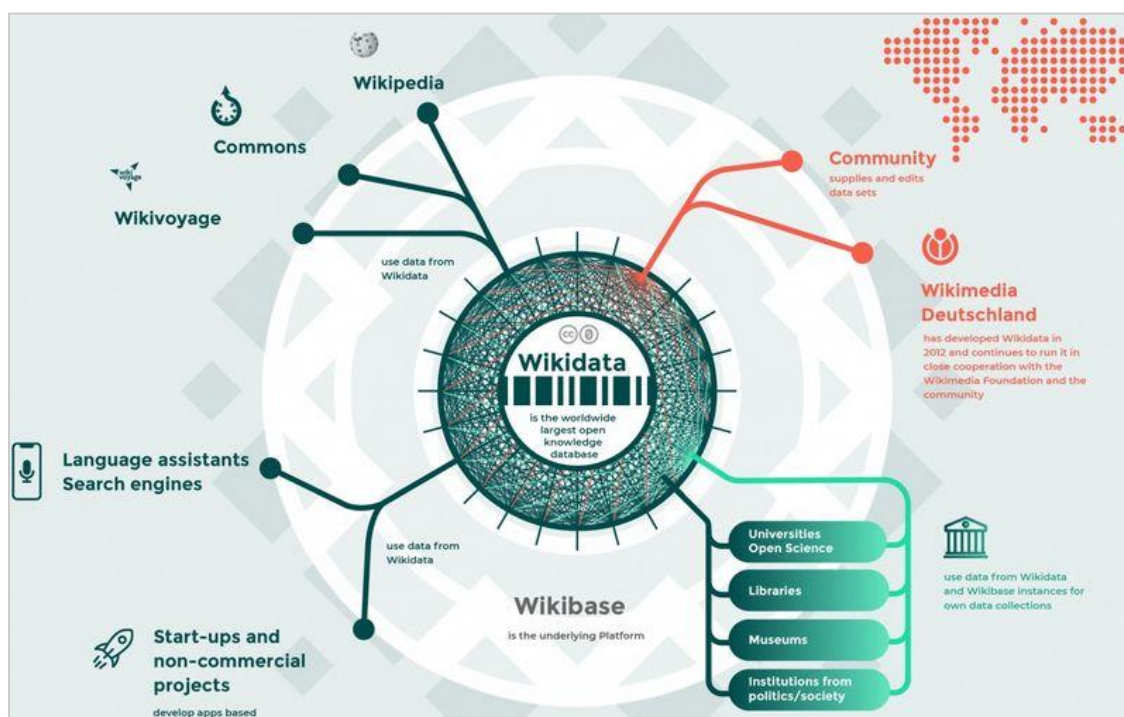 Wikipedia
Commons
wiki
voyage
Wikivoyage
use data from
Wikidata
Community
supplies and edits
data sets
Wikimedia
Deutschland
has developed Wikidata in
2012 and continues to run it in
close cooperation with the
Wikimedia Foundation and the
community
cc 0
Wikidata
is the worldwide
largest open
knowledge
database
Language assistants
Search engines
use data from
Wikidata
Start-ups and
non-commercial
projects
develop apps based
Wikibase
is the underlying Platform
Universities
Open Science
Libraries
Museums
Institutions from
politics/society
use data from Wikidata
and Wikibase instances for
own data collections